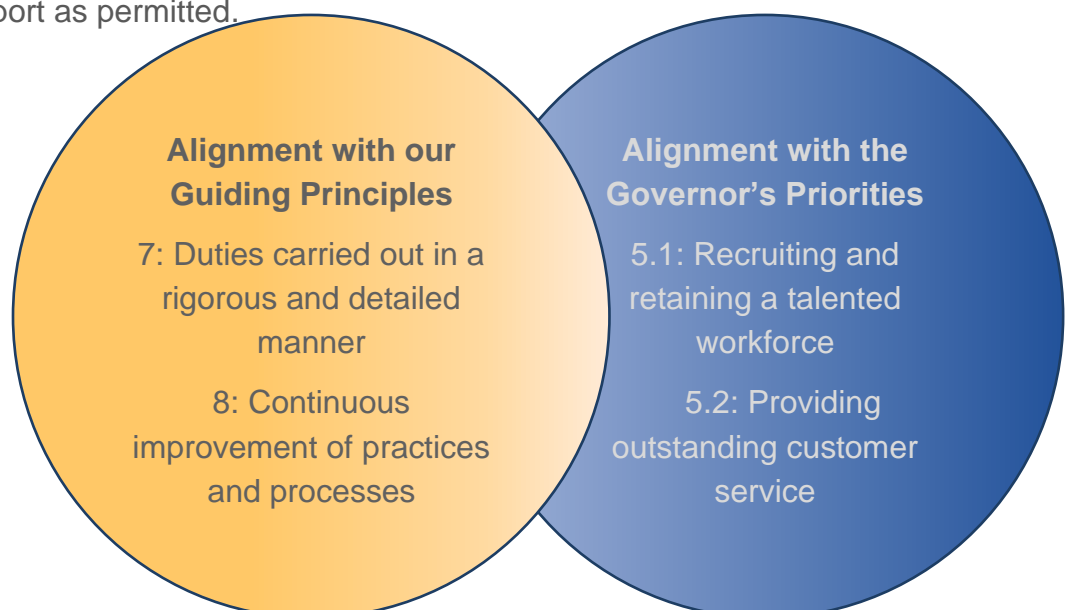 as permitted.
Alignment with our
Guiding Principles
7: Duties carried out in a
rigorous and detailed
manner
8: Continuous
improvement of practices
and processes
Alignment with the
Governor's Priorities
5.1: Recruiting and
retaining a talented
workforce
5.2: Providing
outstanding customer
service